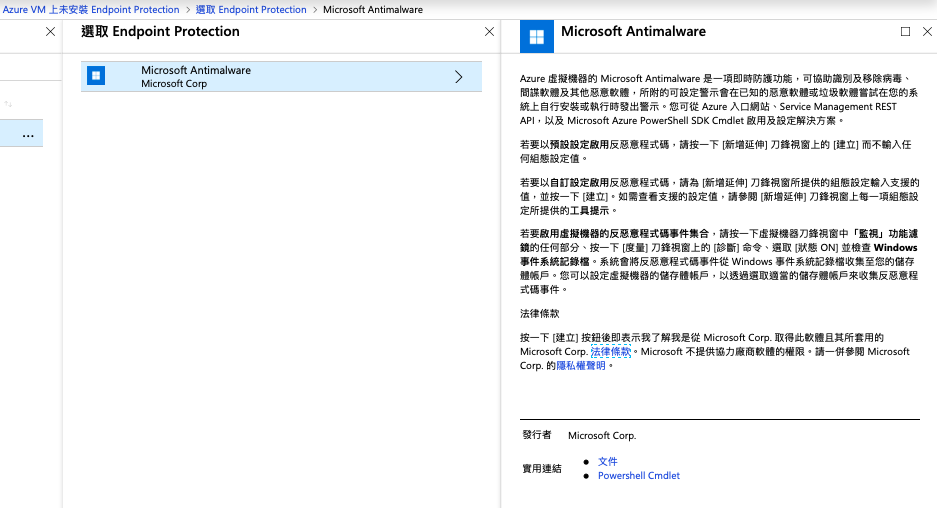 Azure VM 上未安裝 Endpoint Protection > 選取 Endpoint Protection > Microsoft Antimalware
選取 Endpoint Protection
Microsoft Antimalware
Microsoft Corp
...
Microsoft Antimalware
Azure 虛擬機器的 Microsoft Antimalware 是一項即時防護功能，可協助識別及移除病毒、
間諜軟體及其他惡意軟體，所附的可設定警示會在已知的惡意軟體或垃圾軟體嘗試在您的系
統上自行安裝或執行時發出警示。您可從 Azure 入口網站、Service Management REST
API，以及 Microsoft Azure PowerShell SDK Cmdlet 啟用及設定解決方案。
若要以預設設定啟用反惡意程式碼，請按一下 [新增延伸] 刀鋒視窗上的 [建立] 而不輸入任
何組態設定值。
若要以自訂設定啟用反惡意程式碼，請為 [新增延伸] 刀鋒視窗所提供的組態設定輸入支援的
值，並按一下 [建立]。如需查看支援的設定值，請參閱 [新增延伸] 刀鋒視窗上每一項組態設
定所提供的工具提示。
若要啟用虛擬機器的反惡意程式碼事件集合，請按一下虛擬機器刀鋒視窗中「監視」功能濾
鏡的任何部分、按一下 [度量] 刀鋒視窗上的 [診斷] 命令、選取 [狀態 ON] 並檢查 Windows
事件系統記錄檔。系統會將反惡意程式碼事件從 Windows 事件系統記錄檔收集至您的儲存
體帳戶。您可以設定虛擬機器的儲存體帳戶，以透過選取適當的儲存體帳戶來收集反惡意程
式碼事件。
法律條款
按一下 [建立] 按鈕後即表示我了解我是從 Microsoft Corp. 取得此軟體且其所套用的
Microsoft Corp. 法律條款。Microsoft 不提供協力廠商軟體的權限。請一併參閱 Microsoft
Corp. 的隱私權聲明。
發行者 Microsoft Corp.
實用連結
● 文件
● Powershell Cmdlet